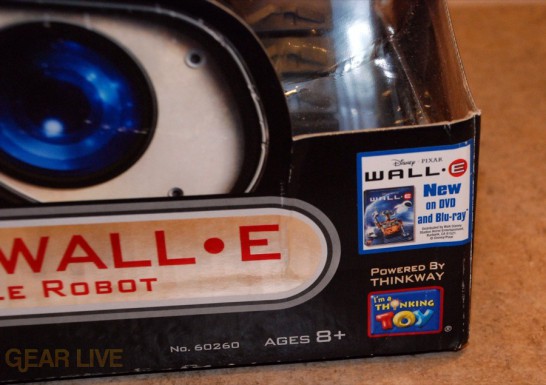 Disney PIXAR
WALL•E
New
on DVD
and Blu-ray
WALL•E
WALL•E
LE ROBOT
POWERED BY
THINKWAY
I'm a
THINKING
TOY
®
No. 60260 AGES 8+
GEAR LIVE